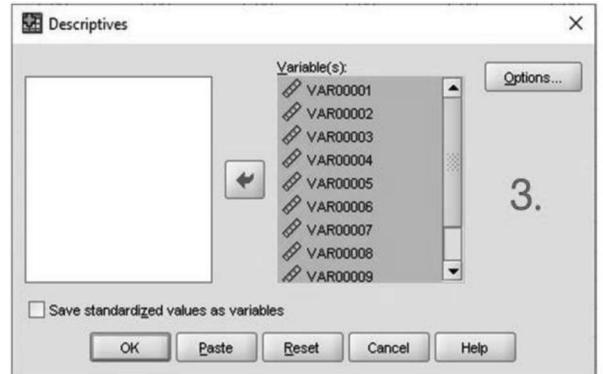 Descriptives
Variable(s):
VAR00001
VAR00002
VAR00003
VAR00004
VAR00005
VAR00006
VAR00007
VAR00008
VAR00009
Options...
3.
Save standardized values as variables
OK Paste Reset Cancel Help